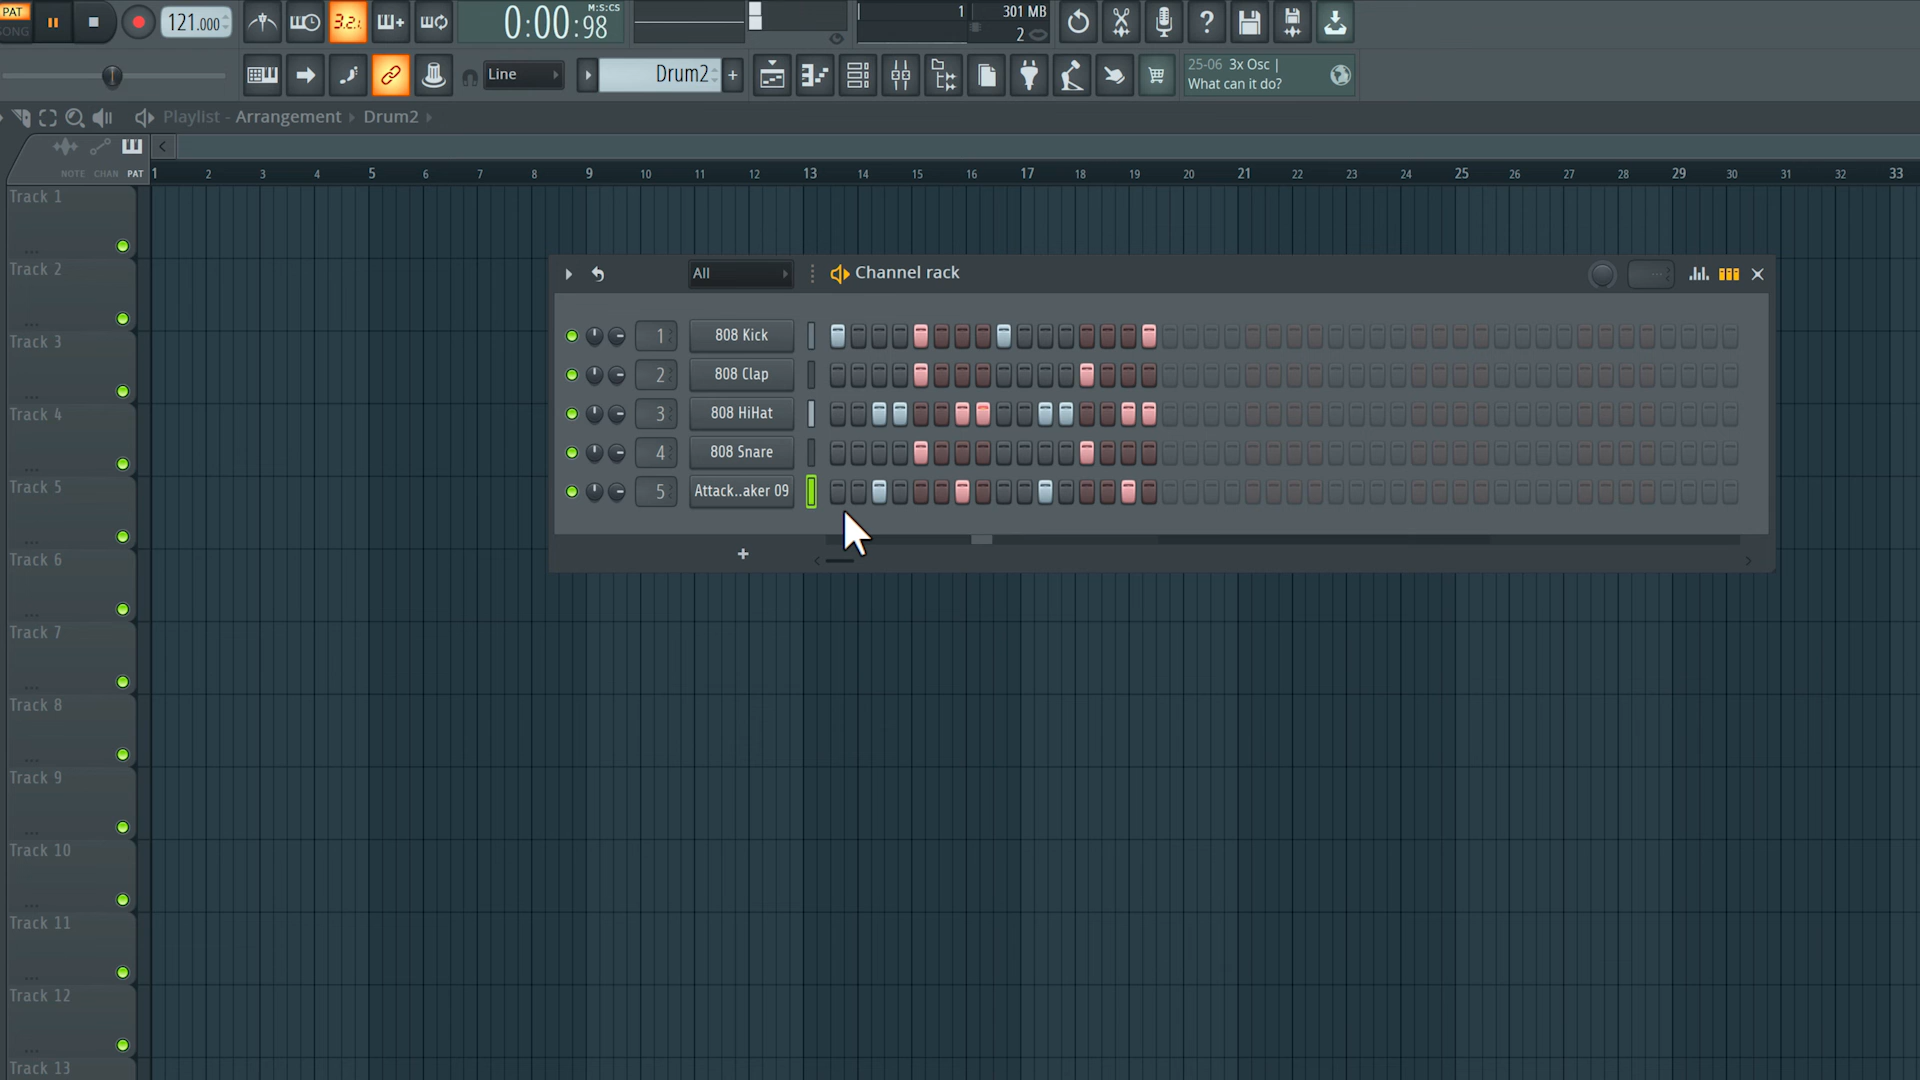 PAT
SONG
121.000
3.2.
0:00:98
M:S:CS
1
301 MB
2
Line
Drum2
+
25-06 3x Osc |
What can it do?
Playlist - Arrangement Drum2
NOTE CHAN PAT
1 2 3 4 5 6 7 8 9 10 11 12 13 14 15 16 17 18 19 20 21 22 23 24 25 26 27 28 29 30 31 32 33
Track 1
Track 2
Track 3
Track 4
Track 5
Track 6
Track 7
Track 8
Track 9
Track 10
Track 11
Track 12
Track 13
All
Channel rack
1 808 Kick
2 808 Clap
3 808 HiHat
4 808 Snare
5 Attack..aker 09
+